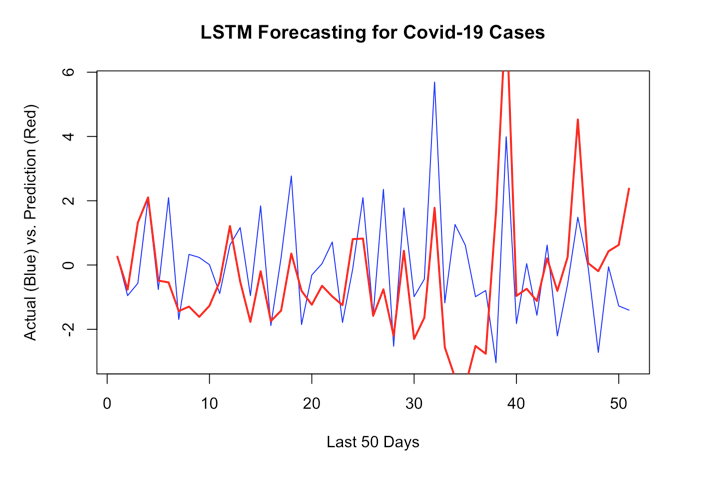 LSTM Forecasting for Covid-19 Cases
Actual (Blue) vs. Prediction (Red)
6
4
2
0
-2
0 10 20 30 40 50
Last 50 Days